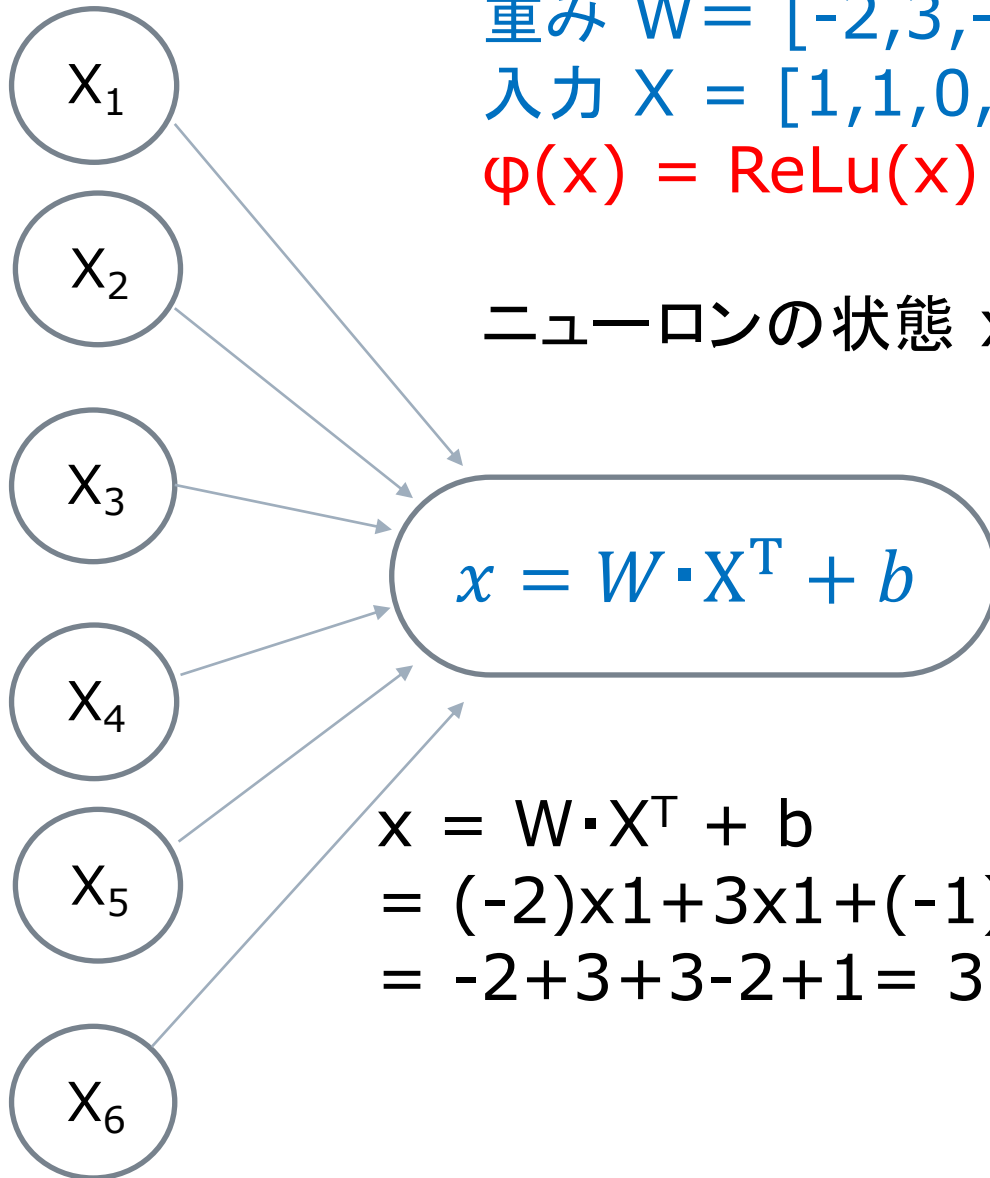 重み W= [-2,3,-
入力 X = [1,1,0,
φ(x) = ReLu(x)
ニューロンの状態 x
X₁
X₂
X₃
X₄
X₅
X₆
x = W・Xᵀ + b
x = W・Xᵀ + b
= (-2)x1+3x1+(-1)
= -2+3+3-2+1= 3